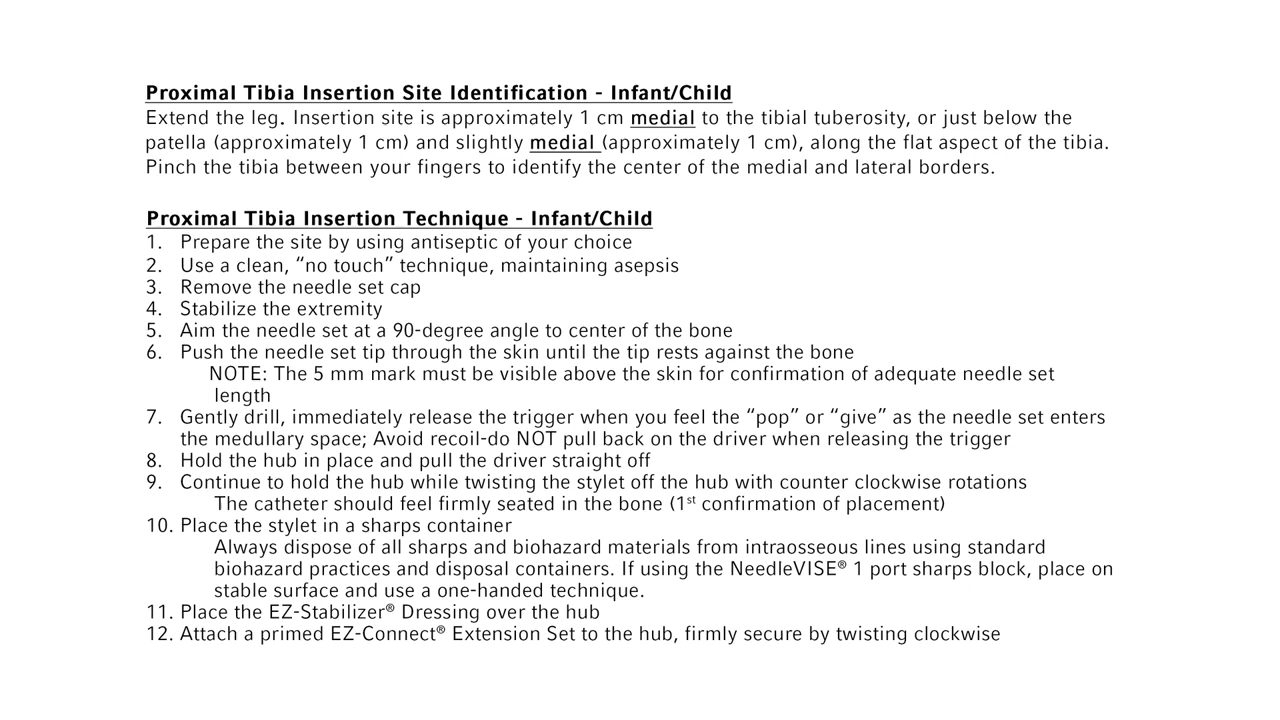 Proximal Tibia Insertion Site Identification - Infant/Child
Extend the leg. Insertion site is approximately 1 cm medial to the tibial tuberosity, or just below the
patella (approximately 1 cm) and slightly medial (approximately 1 cm), along the flat aspect of the tibia.
Pinch the tibia between your fingers to identify the center of the medial and lateral borders.
Proximal Tibia Insertion Technique - Infant/Child
1. Prepare the site by using antiseptic of your choice
2. Use a clean, “no touch” technique, maintaining asepsis
3. Remove the needle set cap
4. Stabilize the extremity
5. Aim the needle set at a 90-degree angle to center of the bone
6. Push the needle set tip through the skin until the tip rests against the bone
NOTE: The 5 mm mark must be visible above the skin for confirmation of adequate needle set
length
7. Gently drill, immediately release the trigger when you feel the “pop” or “give” as the needle set enters
the medullary space; Avoid recoil-do NOT pull back on the driver when releasing the trigger
8. Hold the hub in place and pull the driver straight off
9. Continue to hold the hub while twisting the stylet off the hub with counter clockwise rotations
The catheter should feel firmly seated in the bone (1st confirmation of placement)
10. Place the stylet in a sharps container
Always dispose of all sharps and biohazard materials from intraosseous lines using standard
biohazard practices and disposal containers. If using the NeedleVISE® 1 port sharps block, place on
stable surface and use a one-handed technique.
11. Place the EZ-Stabilizer® Dressing over the hub
12. Attach a primed EZ-Connect® Extension Set to the hub, firmly secure by twisting clockwise